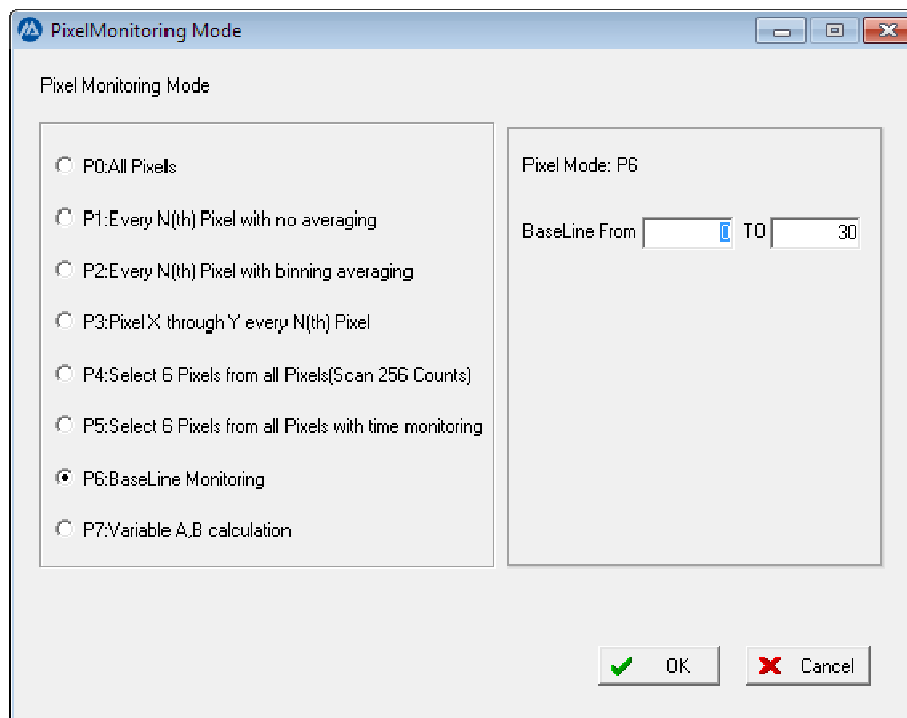 PixelMonitoring Mode
Pixel Monitoring Mode
P0:All Pixels
P1:Every N(th) Pixel with no averaging
P2:Every N(th) Pixel with binning averaging
P3:Pixel X through Y every N(th) Pixel
P4:Select 6 Pixels from all Pixels(Scan 256 Counts)
P5:Select 6 Pixels from all Pixels with time monitoring
P6:BaseLine Monitoring
P7:Variable A,B calculation
Pixel Mode: P6
BaseLine From 0 TO 30
OK Cancel